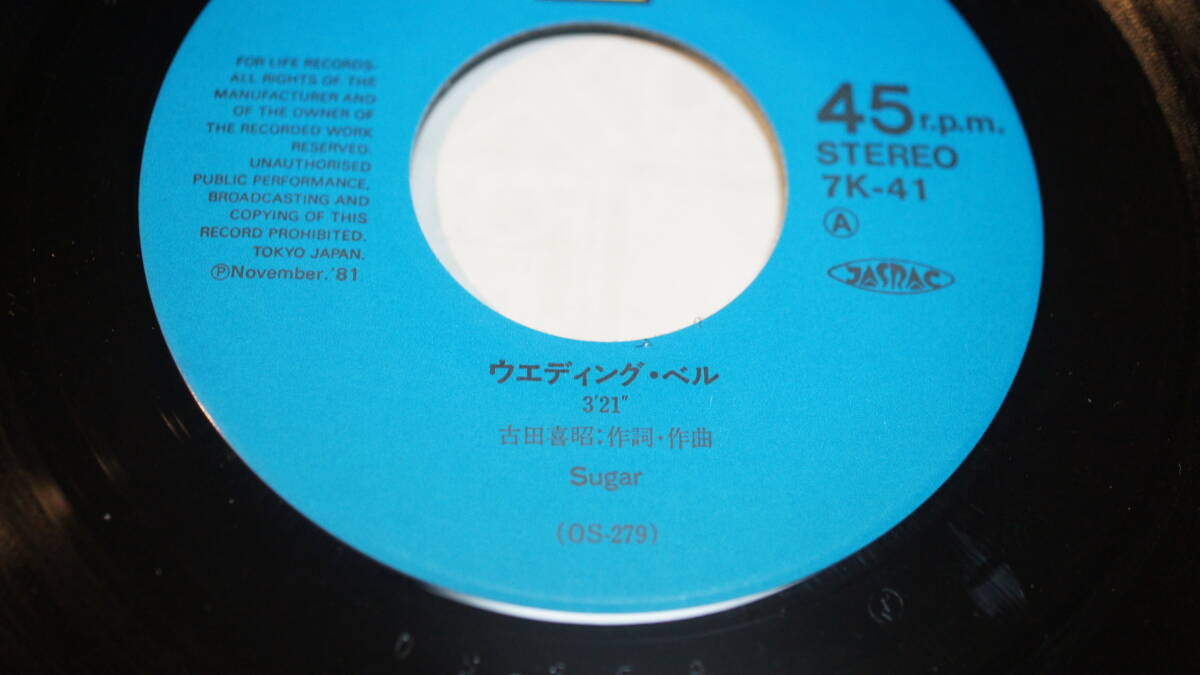 FOR LIFE RECORDS.
ALL RIGHTS OF THE
MANUFACTURER AND
OF THE OWNER OF
THE RECORDED WORK
RESERVED.
UNAUTHORISED
PUBLIC PERFORMANCE,
BROADCASTING AND
COPYING OF THIS
RECORD PROHIBITED.
TOKYO JAPAN.
ⓅNovember.'81
45r.p.m.
STEREO
7K-41
Ⓐ
JASRAC
ウエディング・ベル
3'21"
古田喜昭;作詞・作曲
Sugar
(OS-279)